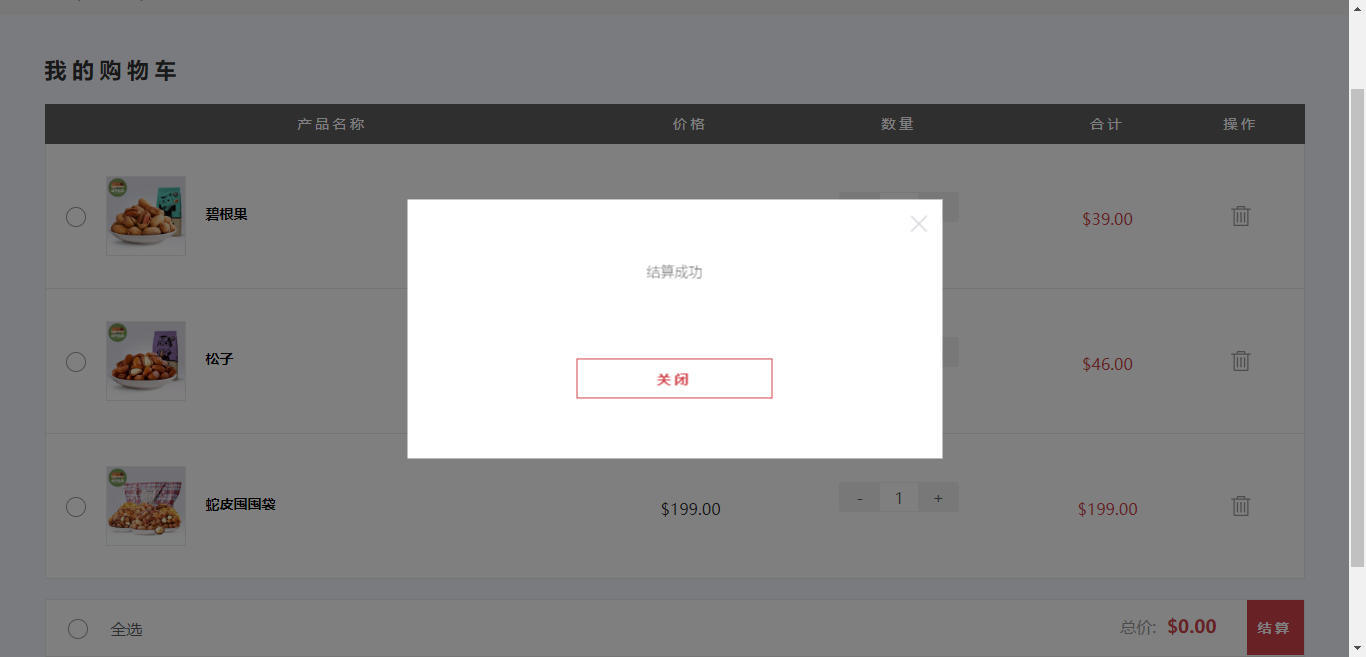 我的购物车
产品名称 价格 数量 合计 操作
碧根果 $39.00
结算成功
松子 $46.00
关闭
蛇皮围围袋 $199.00 - 1 + $199.00
全选 总价: $0.00 结算